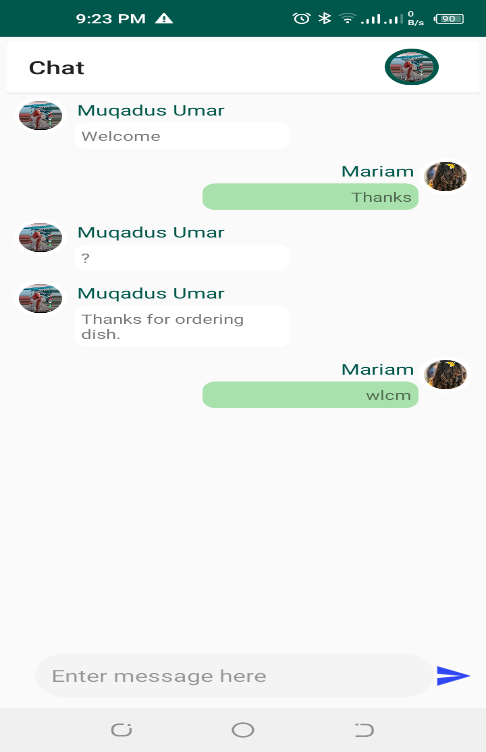 9:23 PM
0
B/s
90
Chat
Muqadus Umar
Welcome
Mariam
Thanks
Muqadus Umar
?
Muqadus Umar
Thanks for ordering
dish.
Mariam
wlcm
Enter message here